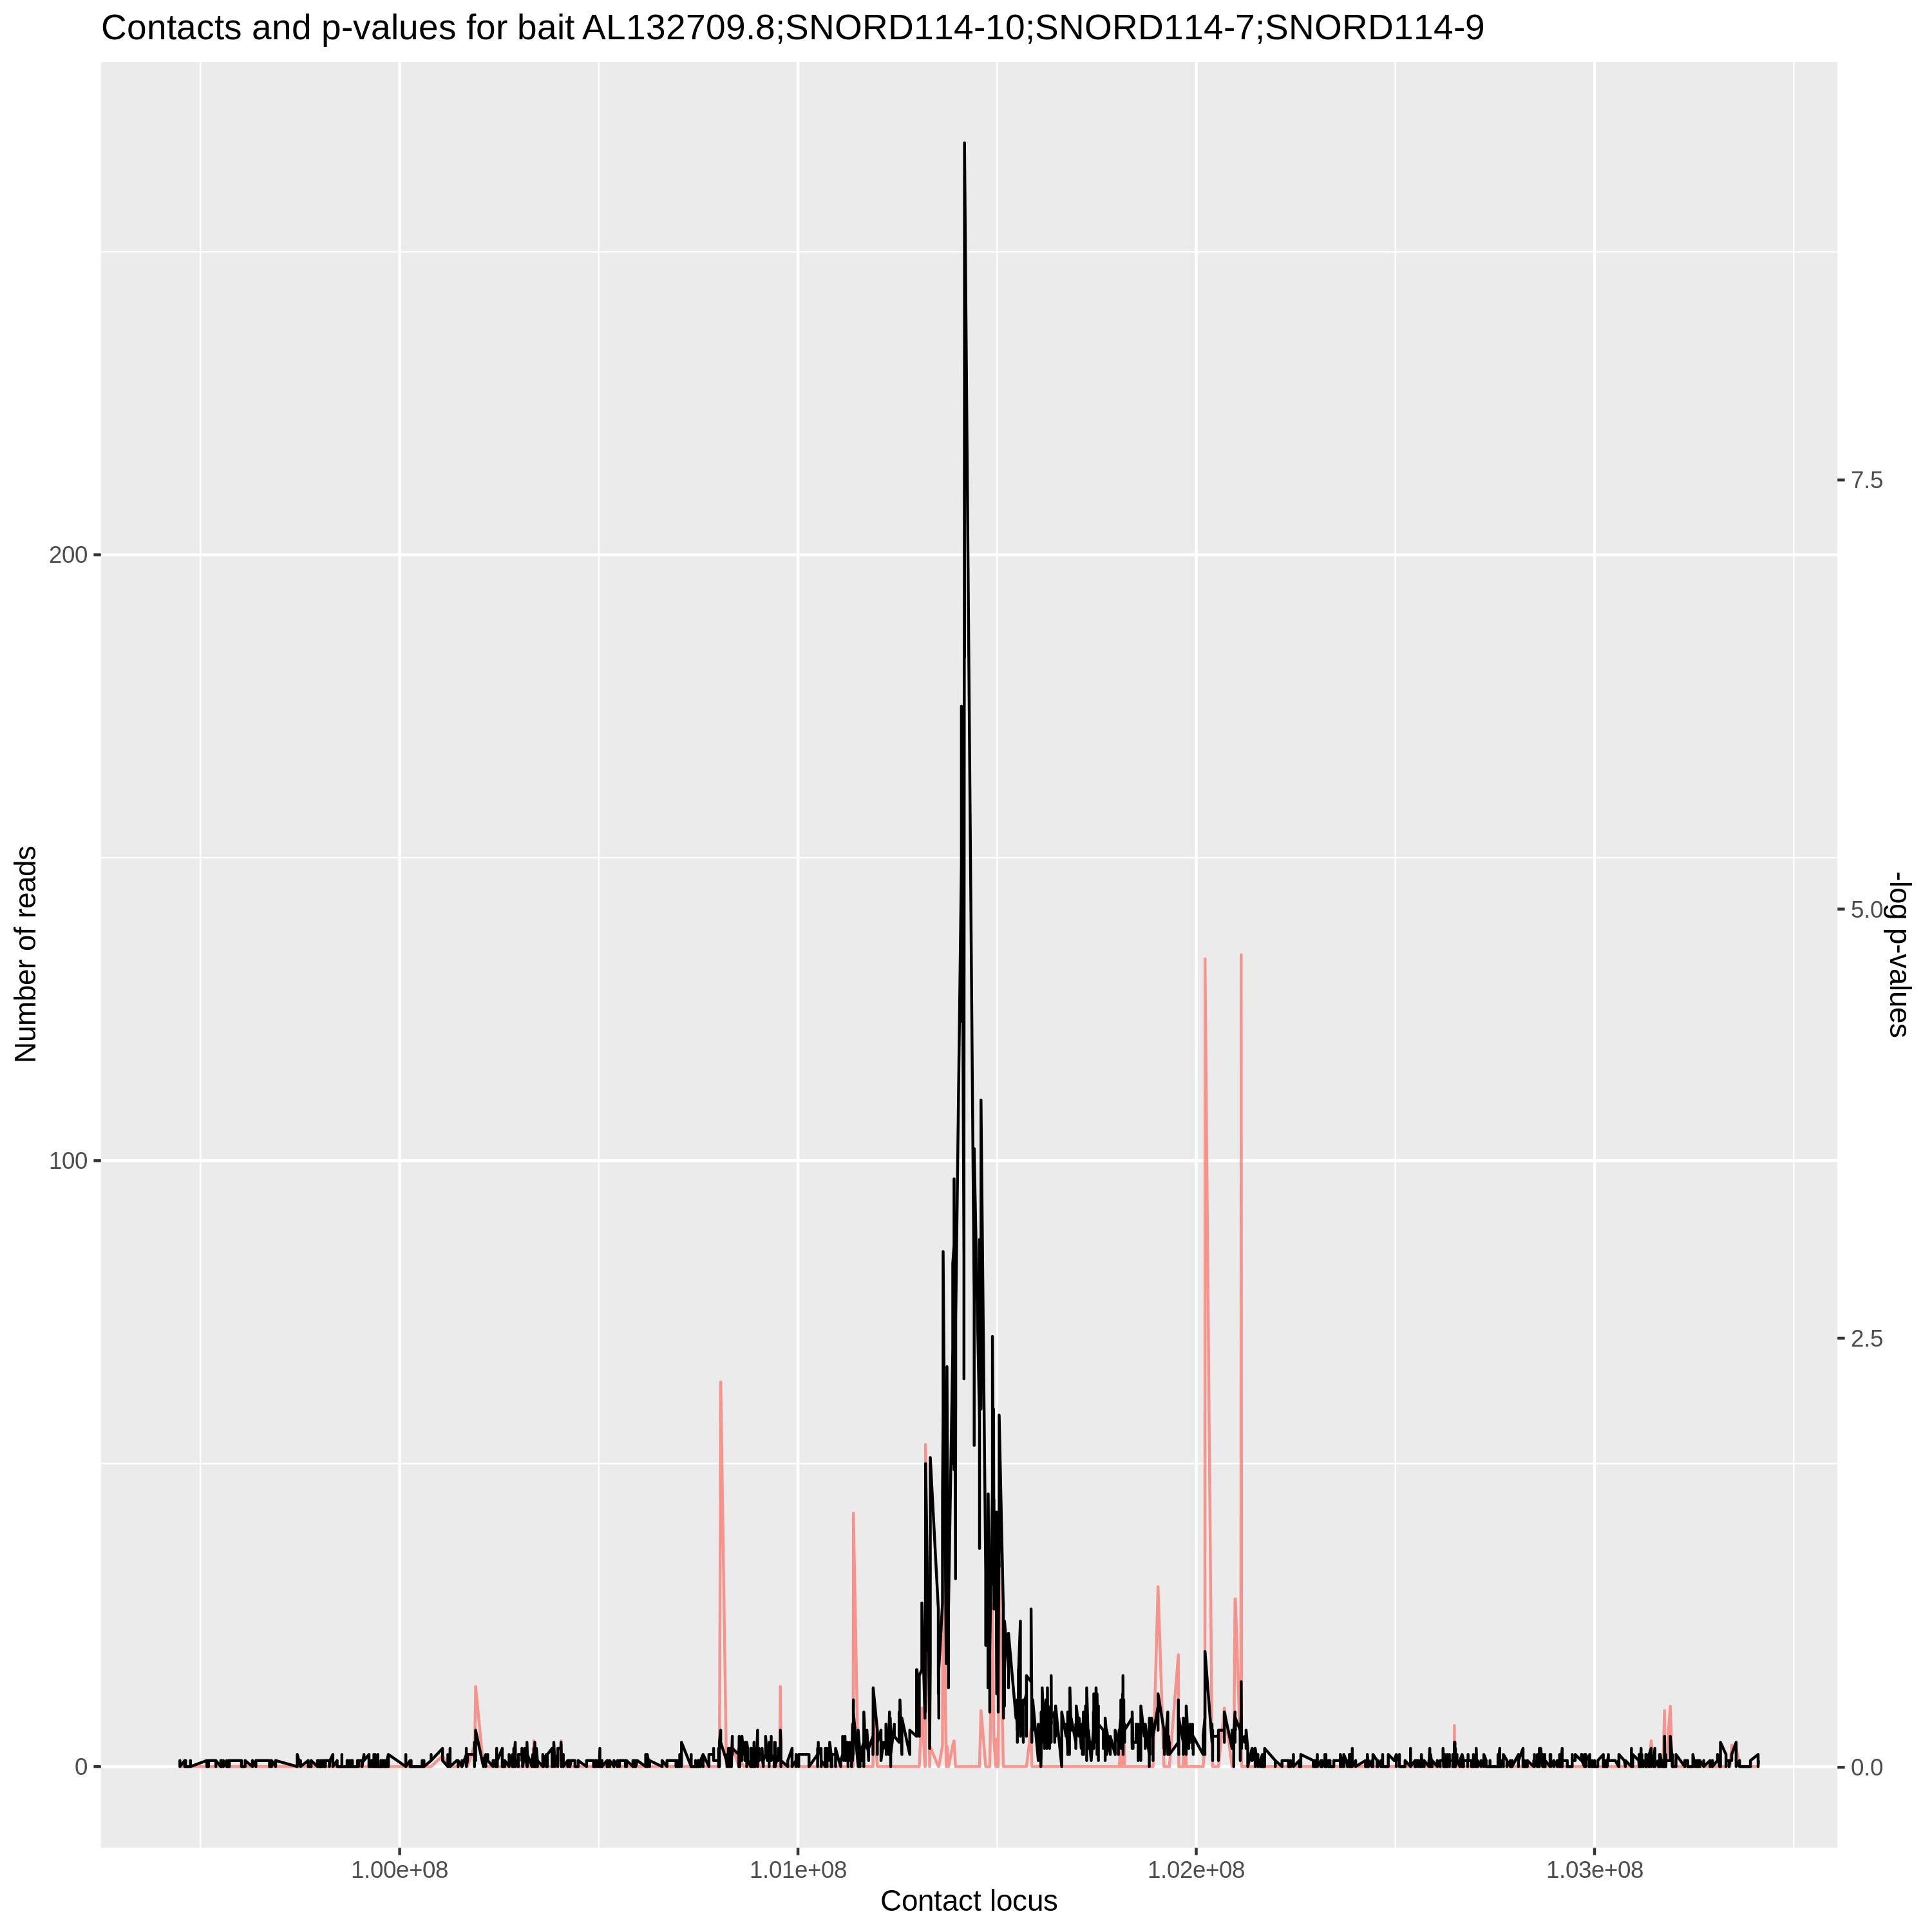 Contacts and p-values for bait AL132709.8;SNORD114-10;SNORD114-7;SNORD114-9
Number of reads
200
100
0
7.5
5.0
2.5
0.0
-log p-values
1.00e+08
1.01e+08
1.02e+08
1.03e+08
Contact locus